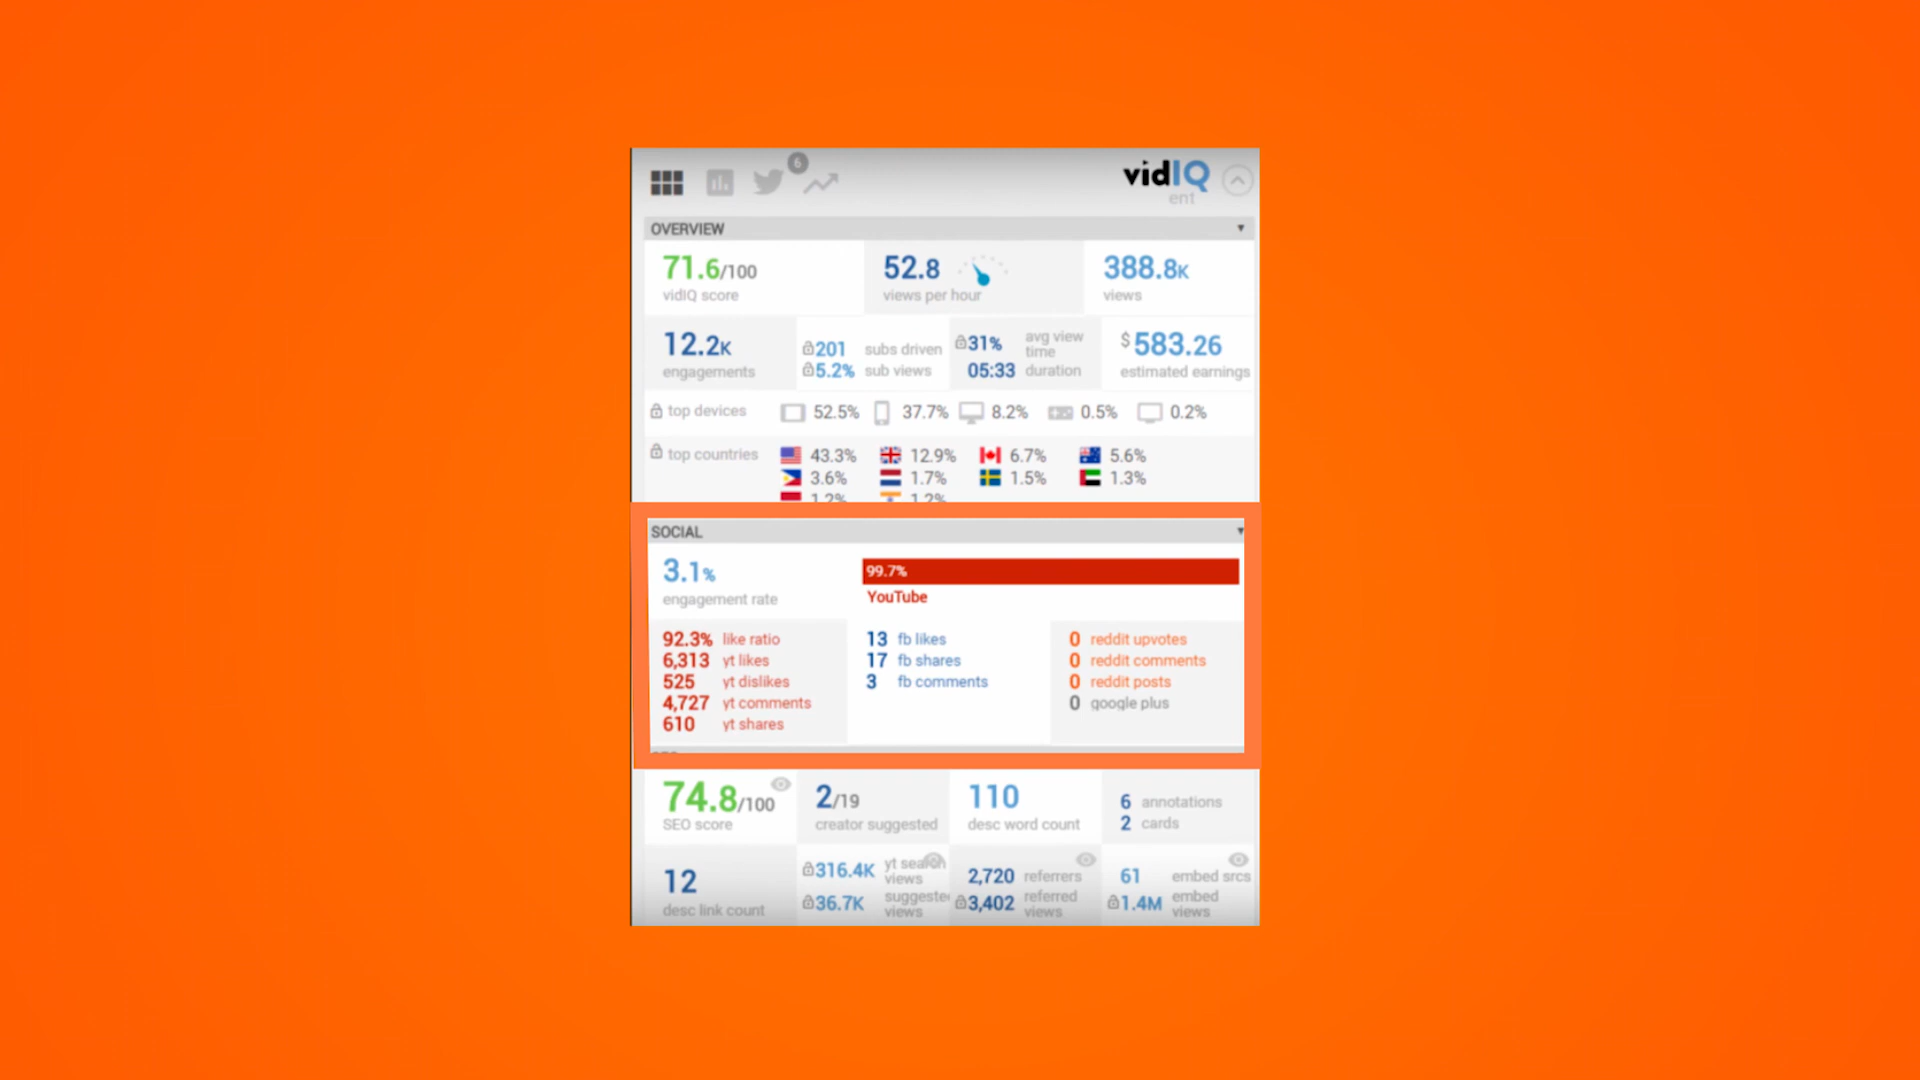 6
vidIQ
ent
OVERVIEW
71.6/100
vidIQ score
52.8
views per hour
388.8K
views
12.2K
engagements
201 subs driven
5.2% sub views
31% avg view time
05:33 duration
$583.26
estimated earnings
top devices 52.5% 37.7% 8.2% 0.5% 0.2%
top countries 43.3% 12.9% 6.7% 5.6%
3.6% 1.7% 1.5% 1.3%
1.2% 1.2%
SOCIAL
3.1%
engagement rate
99.7%
YouTube
92.3% like ratio
6,313 yt likes
525 yt dislikes
4,727 yt comments
610 yt shares
13 fb likes
17 fb shares
3 fb comments
0 reddit upvotes
0 reddit comments
0 reddit posts
0 google plus
74.8/100
SEO score
2/19
creator suggested
110
desc word count
6 annotations
2 cards
12
desc link count
316.4K yt search views
36.7K suggested views
2,720 referrers
3,402 referred views
61 embed srcs
1.4M embed views